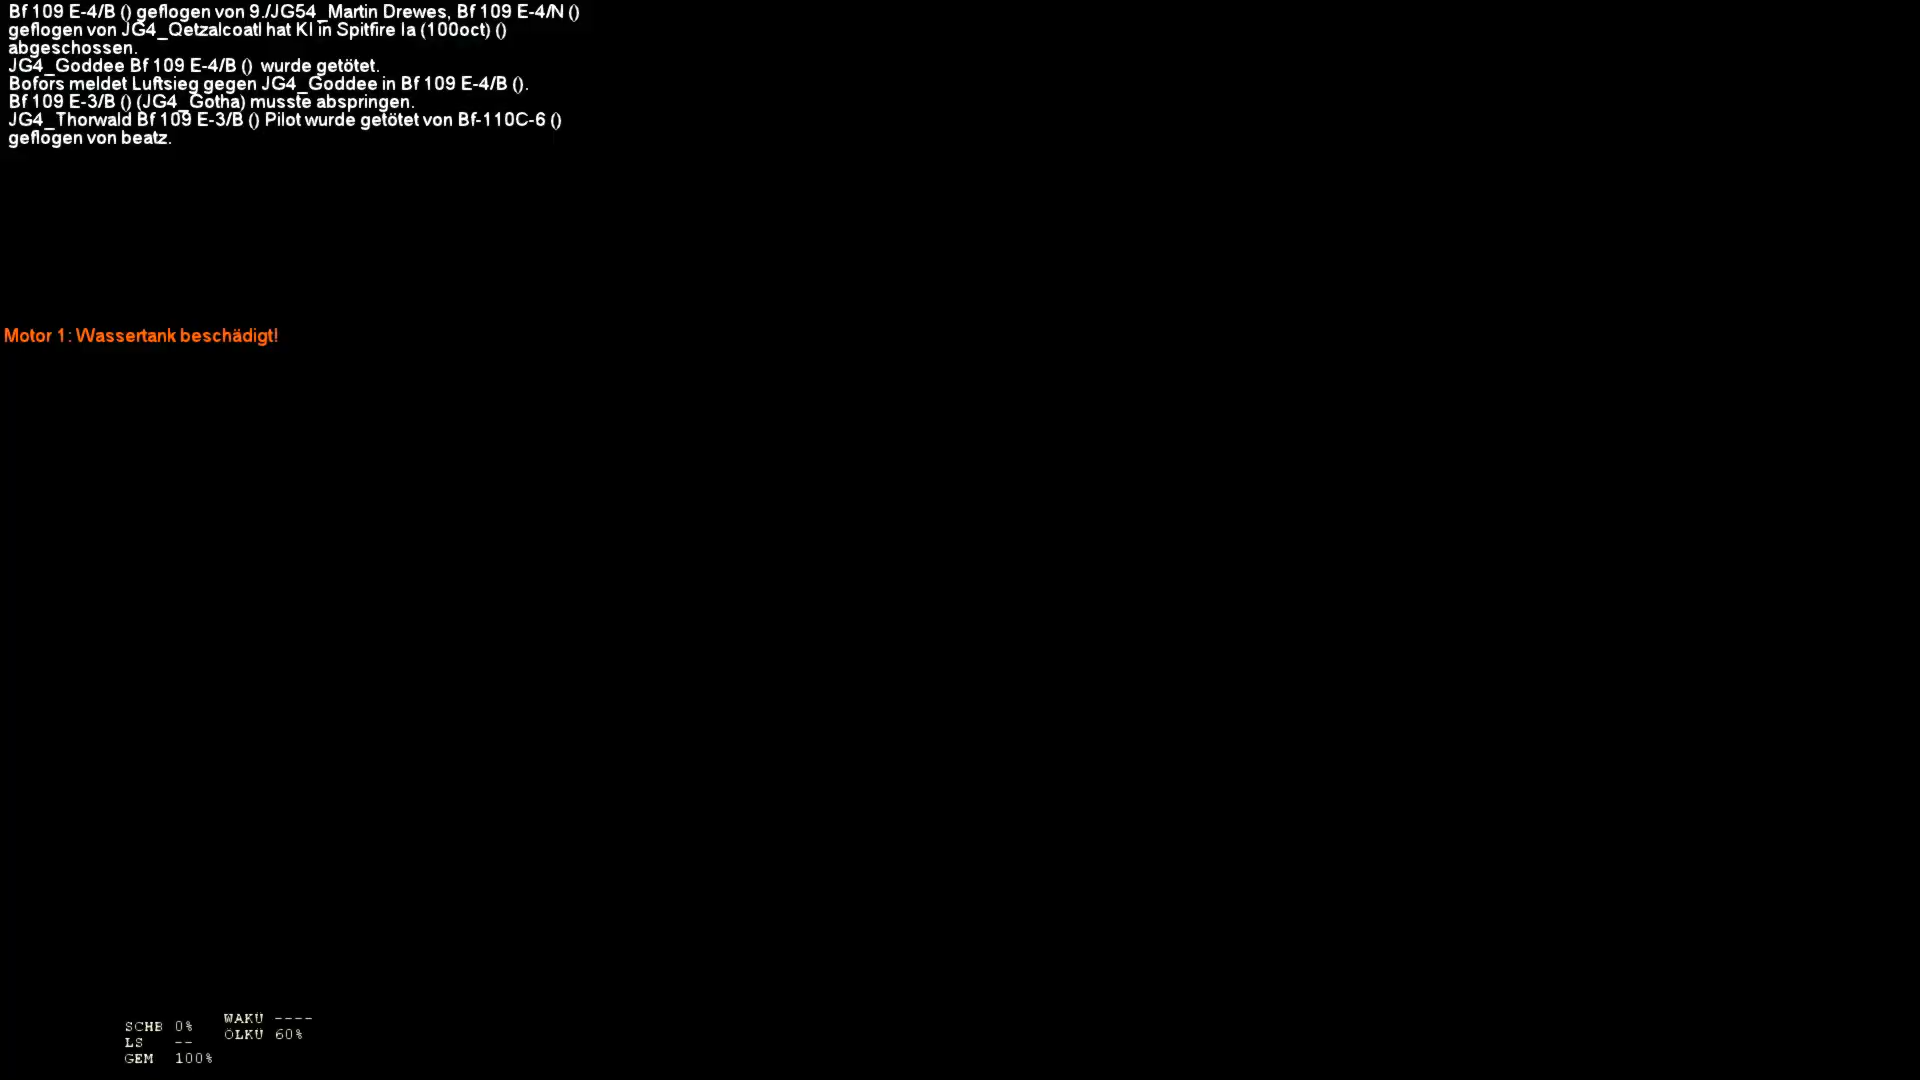 Bf 109 E-4/B () geflogen von 9./JG54_Martin Drewes, Bf 109 E-4/N ()
geflogen von JG4_Qetzalcoatl hat KI in Spitfire Ia (100oct) ()
abgeschossen.
JG4_Goddee Bf 109 E-4/B () wurde getötet.
Bofors meldet Luftsieg gegen JG4_Goddee in Bf 109 E-4/B ().
Bf 109 E-3/B () (JG4_Gotha) musste abspringen.
JG4_Thorwald Bf 109 E-3/B () Pilot wurde getötet von Bf-110C-6 ()
geflogen von beatz.
Motor 1: Wassertank beschädigt!
WAKÜ ----
SCHB 0%
ÖLKÜ 60%
LS --
GEM 100%